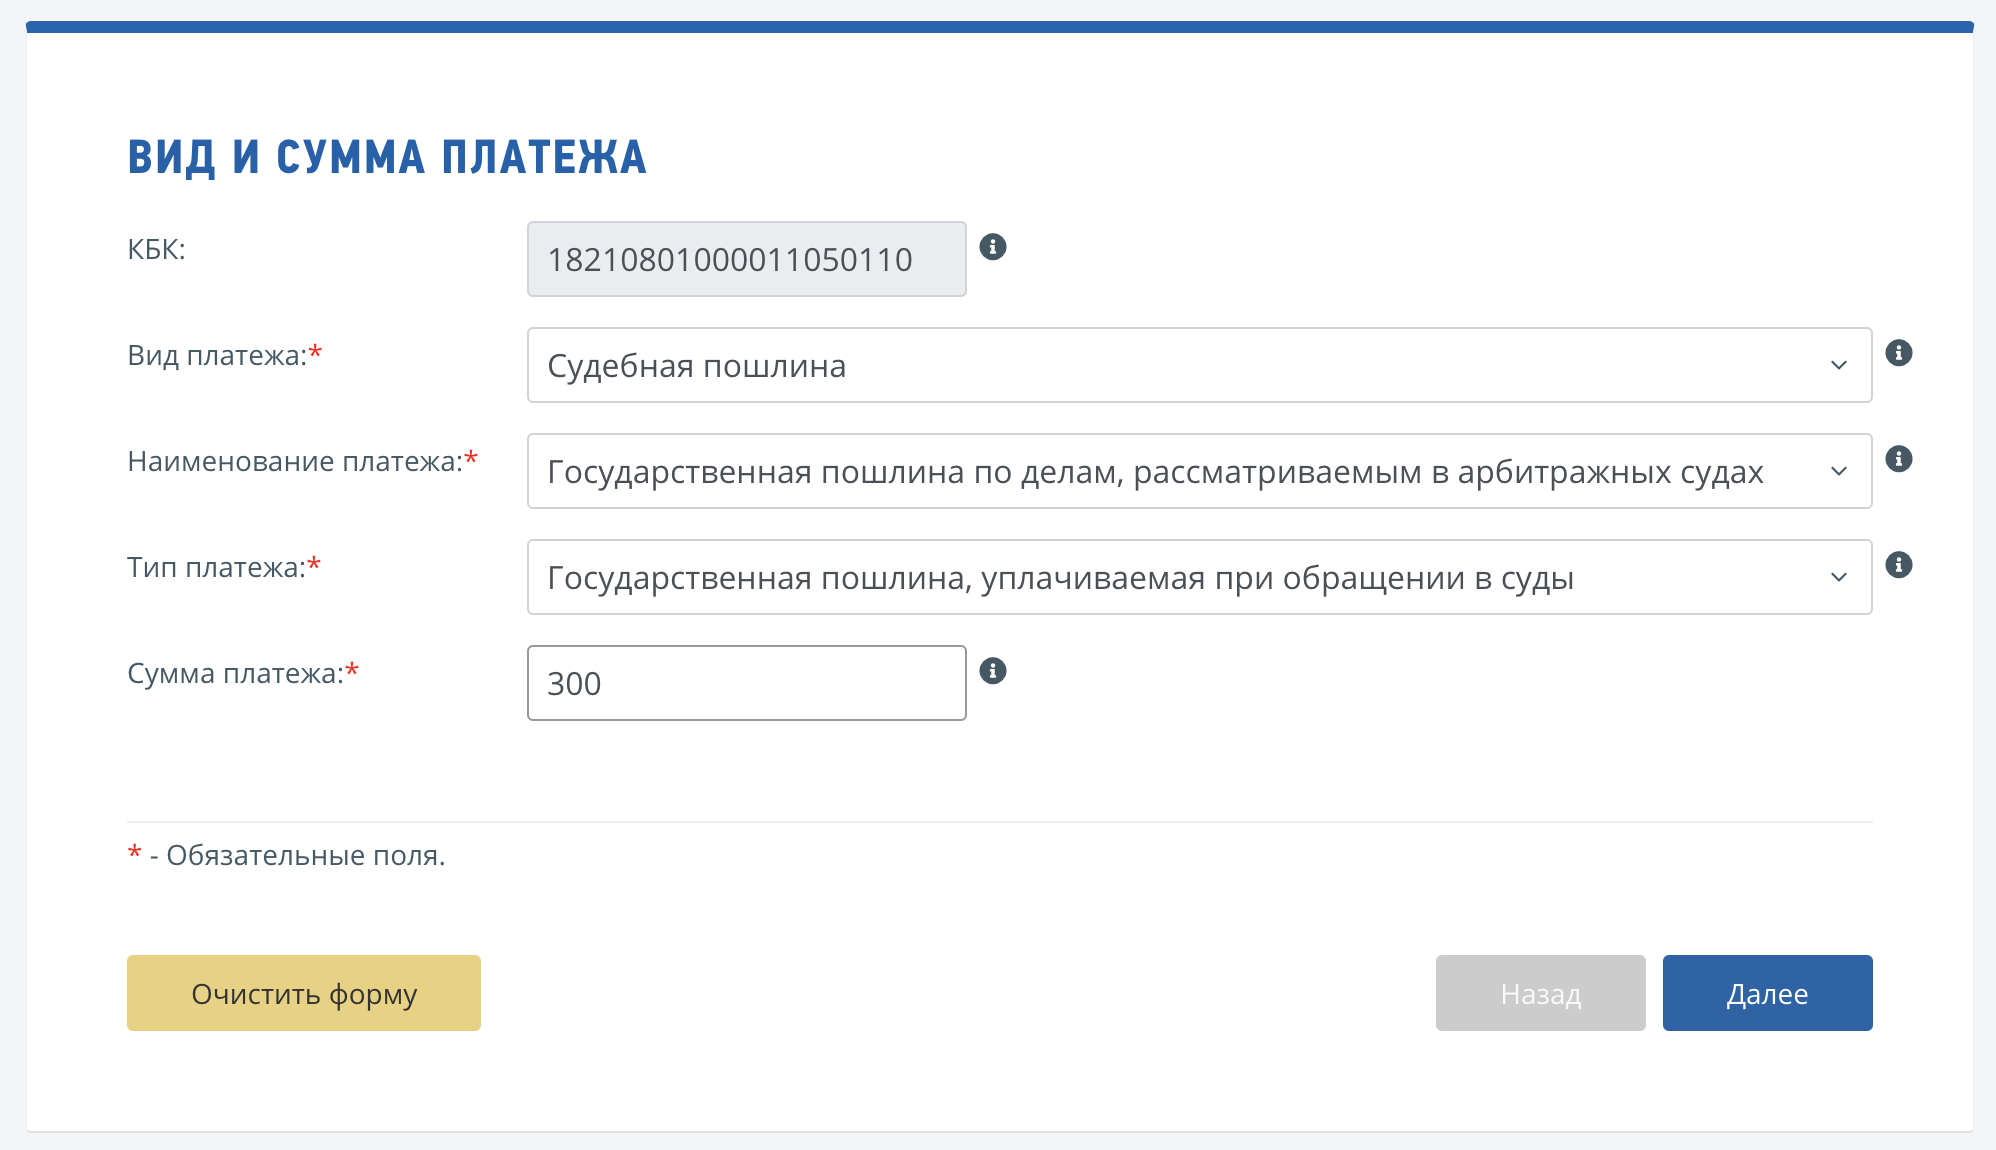 ВИД И СУММА ПЛАТЕЖА
КБК:
18210801000011050110
Вид платежа:*
Судебная пошлина
Наименование платежа:*
Государственная пошлина по делам, рассматриваемым в арбитражных судах
Тип платежа:*
Государственная пошлина, уплачиваемая при обращении в суды
Сумма платежа:*
300
* - Обязательные поля.
Очистить форму
Назад
Далее